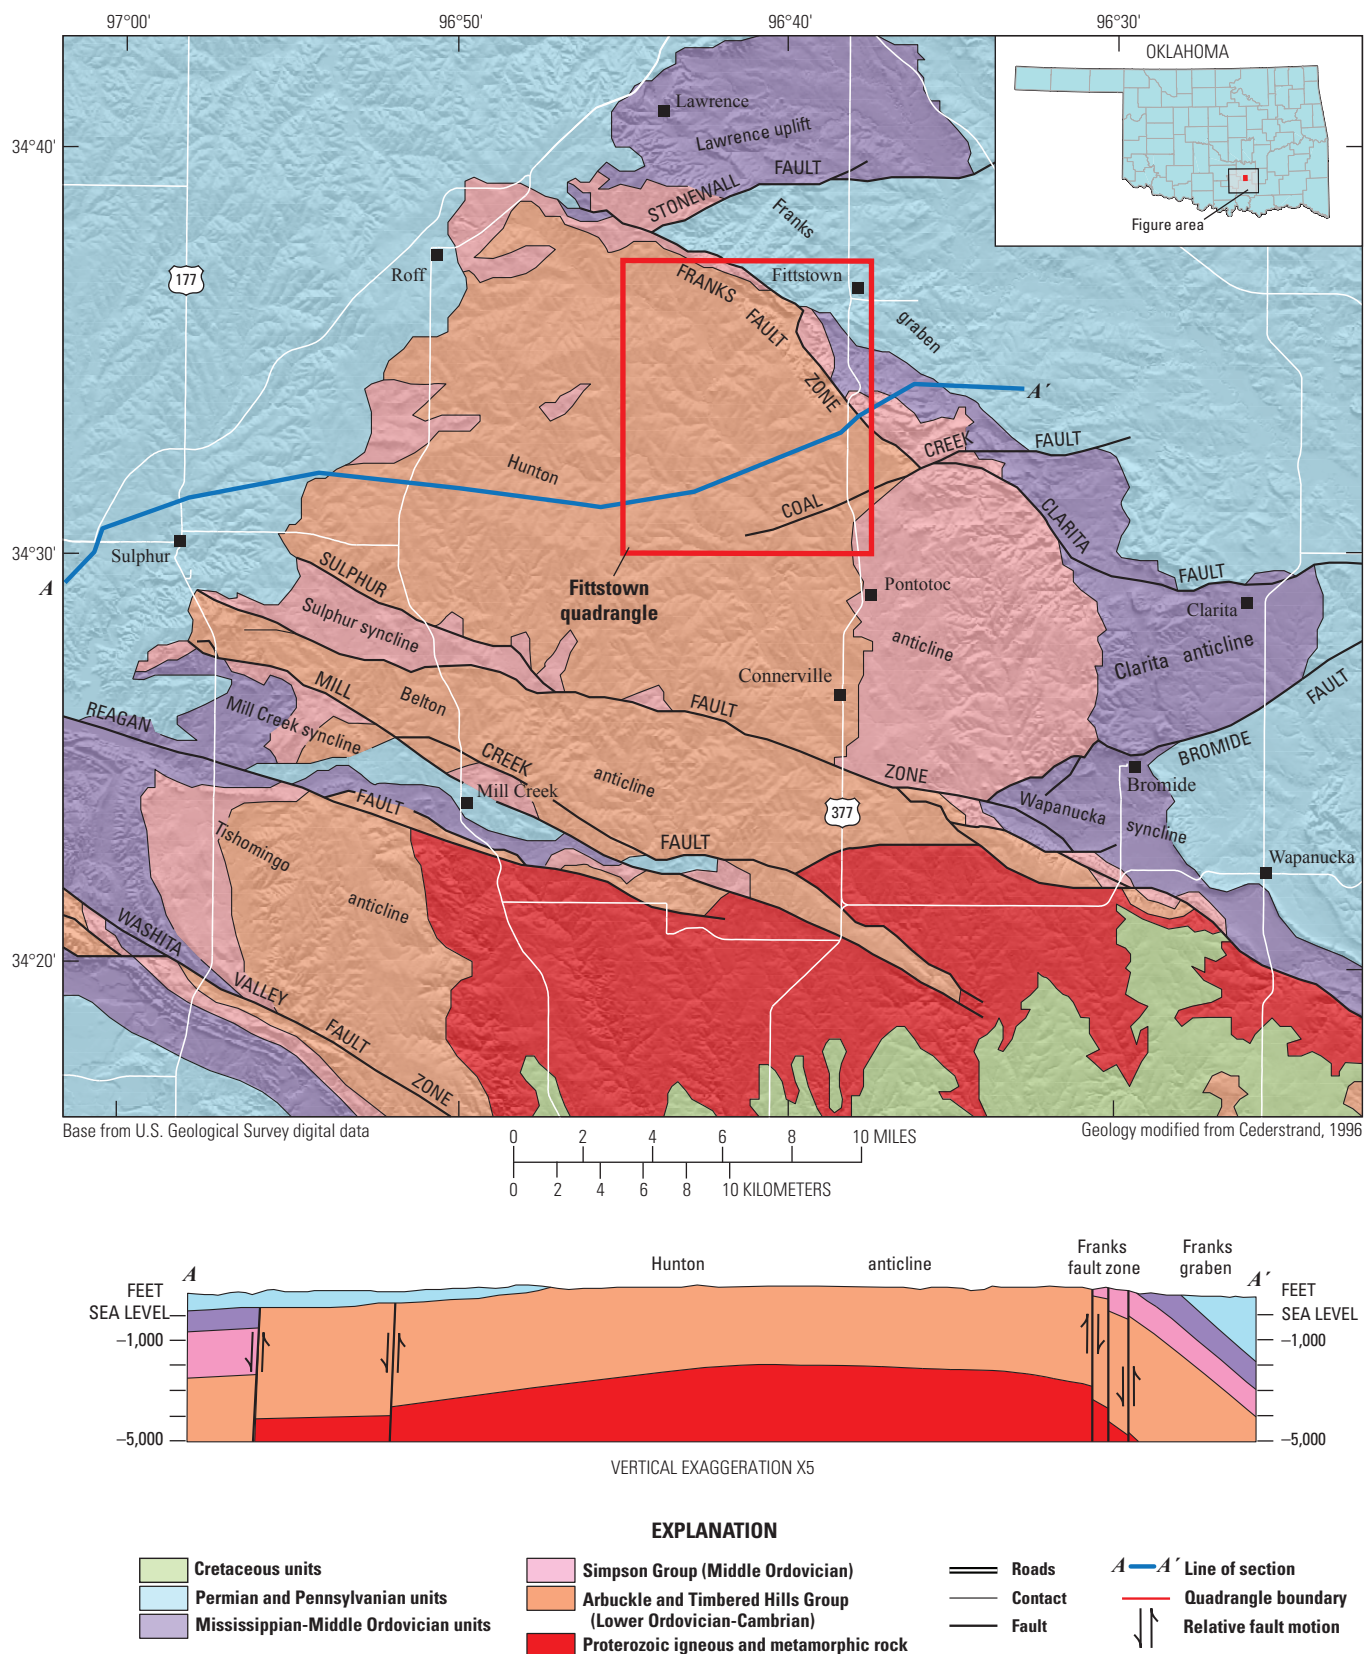 97°00′
96°50′
96°40′
96°30′
OKLAHOMA
Figure area
34°40′
34°30′
34°20′
Lawrence
Lawrence uplift
STONEWALL
FAULT
Franks
graben
Roff
177
FRANKS
FAULT
ZONE
Fittstown
A′
CREEK
FAULT
COAL
Hunton
CLARITA
FAULT
Sulphur
A
SULPHUR
Sulphur syncline
Fittstown
quadrangle
Pontotoc
anticline
Clarita
Clarita anticline
Connerville
MILL
Belton
FAULT
FAULT
REAGAN
Mill Creek syncline
CREEK
anticline
ZONE
BROMIDE
Bromide
Mill Creek
FAULT
377
Wapanucka
syncline
FAULT
Wapanucka
Tishomingo
anticline
WASHITA
VALLEY
FAULT
ZONE
Base from U.S. Geological Survey digital data
Geology modified from Cederstrand, 1996
0 2 4 6 8 10 MILES
0 2 4 6 8 10 KILOMETERS
Hunton anticline
Franks
fault zone
Franks
graben
A
A′
FEET
SEA LEVEL
–1,000
–5,000
FEET
SEA LEVEL
–1,000
–5,000
VERTICAL EXAGGERATION X5
EXPLANATION
Cretaceous units
Permian and Pennsylvanian units
Mississippian-Middle Ordovician units
Simpson Group (Middle Ordovician)
Arbuckle and Timbered Hills Group
(Lower Ordovician-Cambrian)
Proterozoic igneous and metamorphic rock
Roads
Contact
Fault
A A′ Line of section
Quadrangle boundary
Relative fault motion